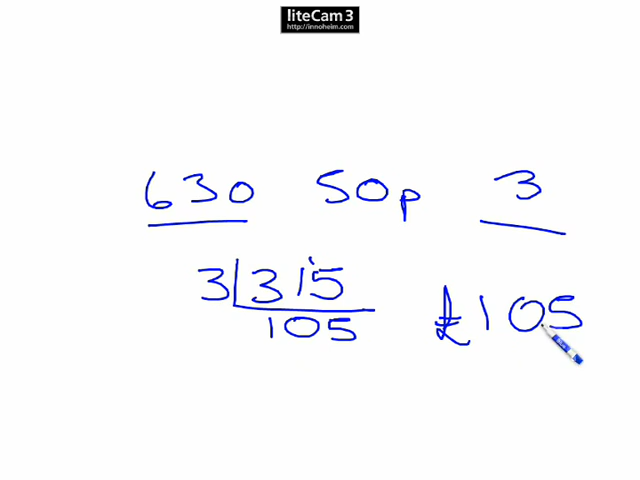 liteCam 3
http://innoheim.com/
630 50p 3
3 315
105
£105